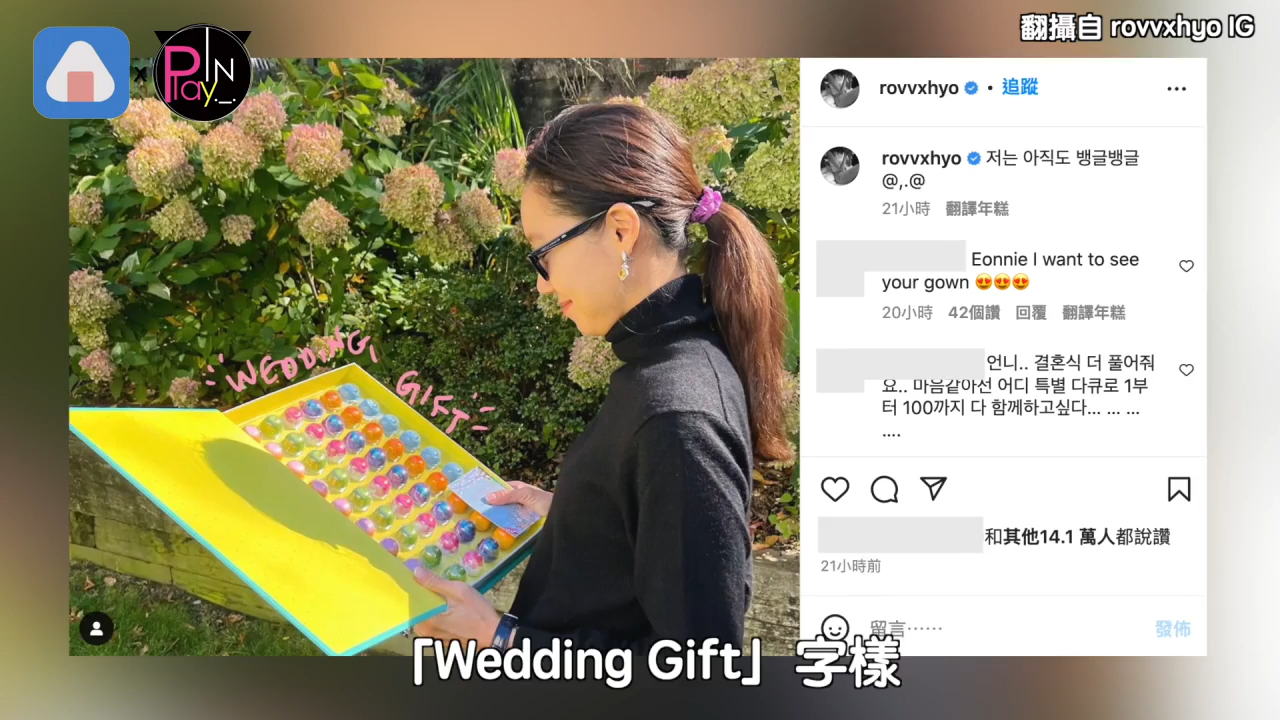 翻攝自 rovvxhyo IG
PlayIN
rovvxhyo • 追蹤
rovvxhyo 저는 아직도 뱅글뱅글
@,.@
21小時 翻譯年糕
Eonnie I want to see
your gown 😍😍😍
20小時 42個讚 回覆 翻譯年糕
언니.. 결혼식 더 풀어줘
요.. 마음같아선 어디 특별 다큐로 1부
터 100까지 다 함께하고싶다... ... ...
....
和其他14.1 萬人都說讚
21小時前
留言……
發佈
WEDDING
GIFT
「Wedding Gift」字樣